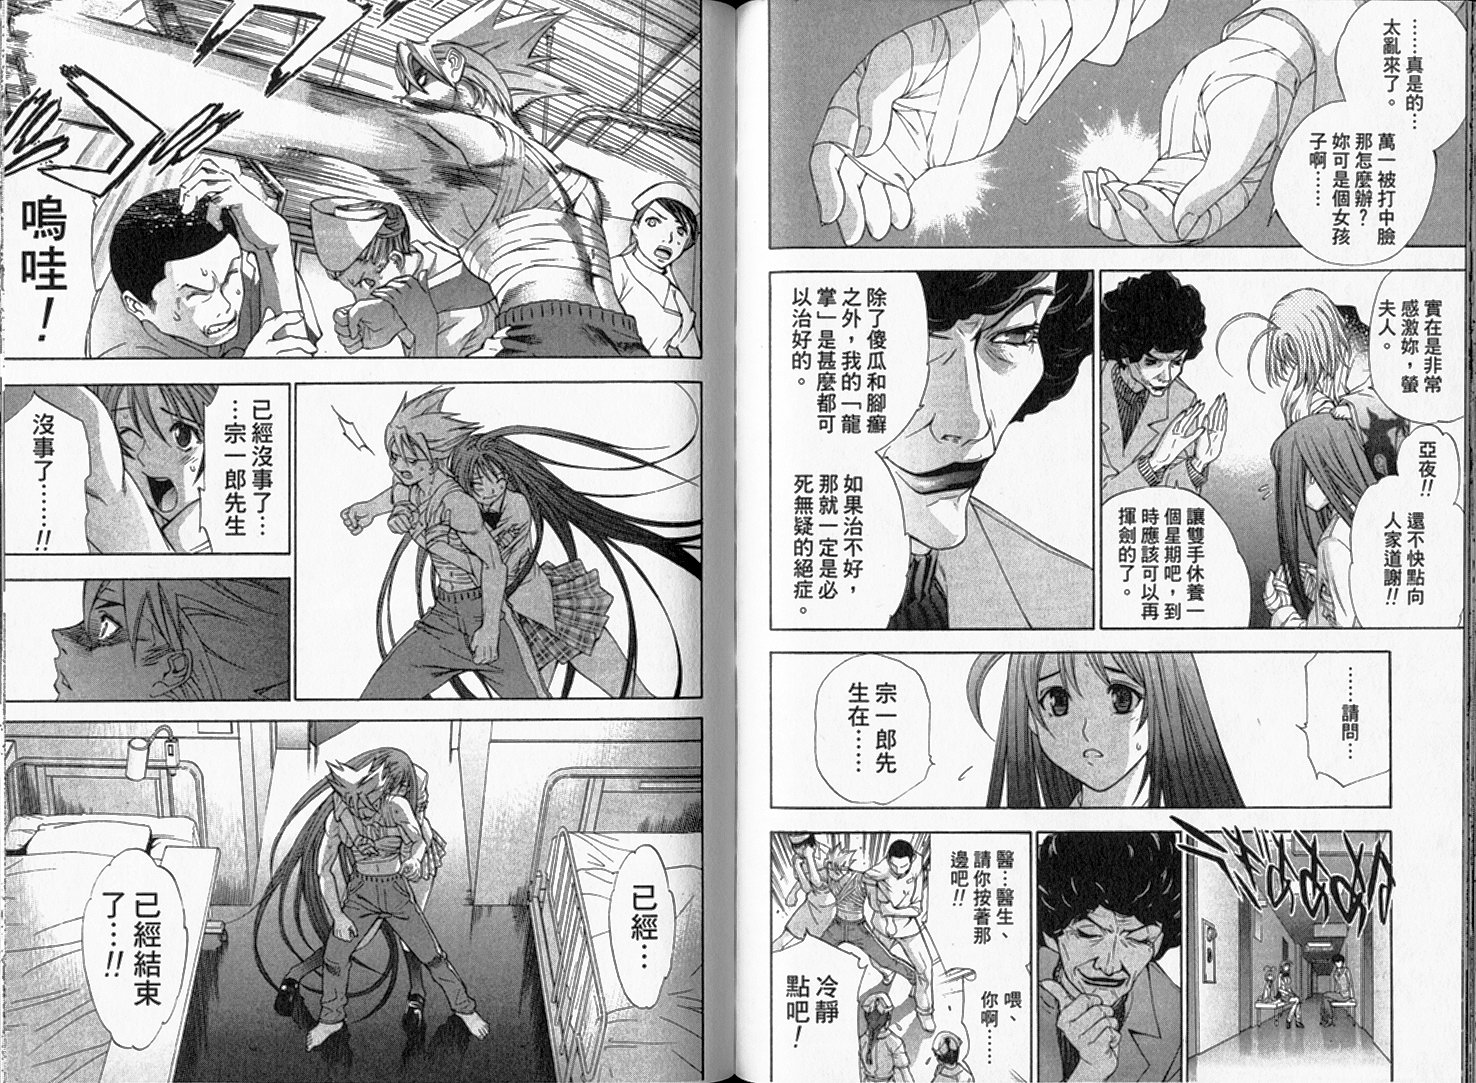 ……真是的…
太亂來了。
萬一被打中臉
那怎麼辦?
妳可是個女孩
子啊……
實在是非常
感激妳，螢
夫人。
亞夜!!
還不快點向
人家道謝!!
讓雙手休養一
個星期吧，到
時應該可以再
揮劍的了。
除了傻瓜和腳癬
之外，我的「龍
掌」是甚麼都可
以治好的。
如果治不好，
那就一定是必
死無疑的絕症。
……請問…
宗一郎先
生在……
喂、
你啊……
醫…醫生、
請你按著那
邊吧!!
冷靜
點吧！
嗚哇！
已經沒事了…
…宗一郎先生
沒事了……!!
已經…
已經結束
了…!!